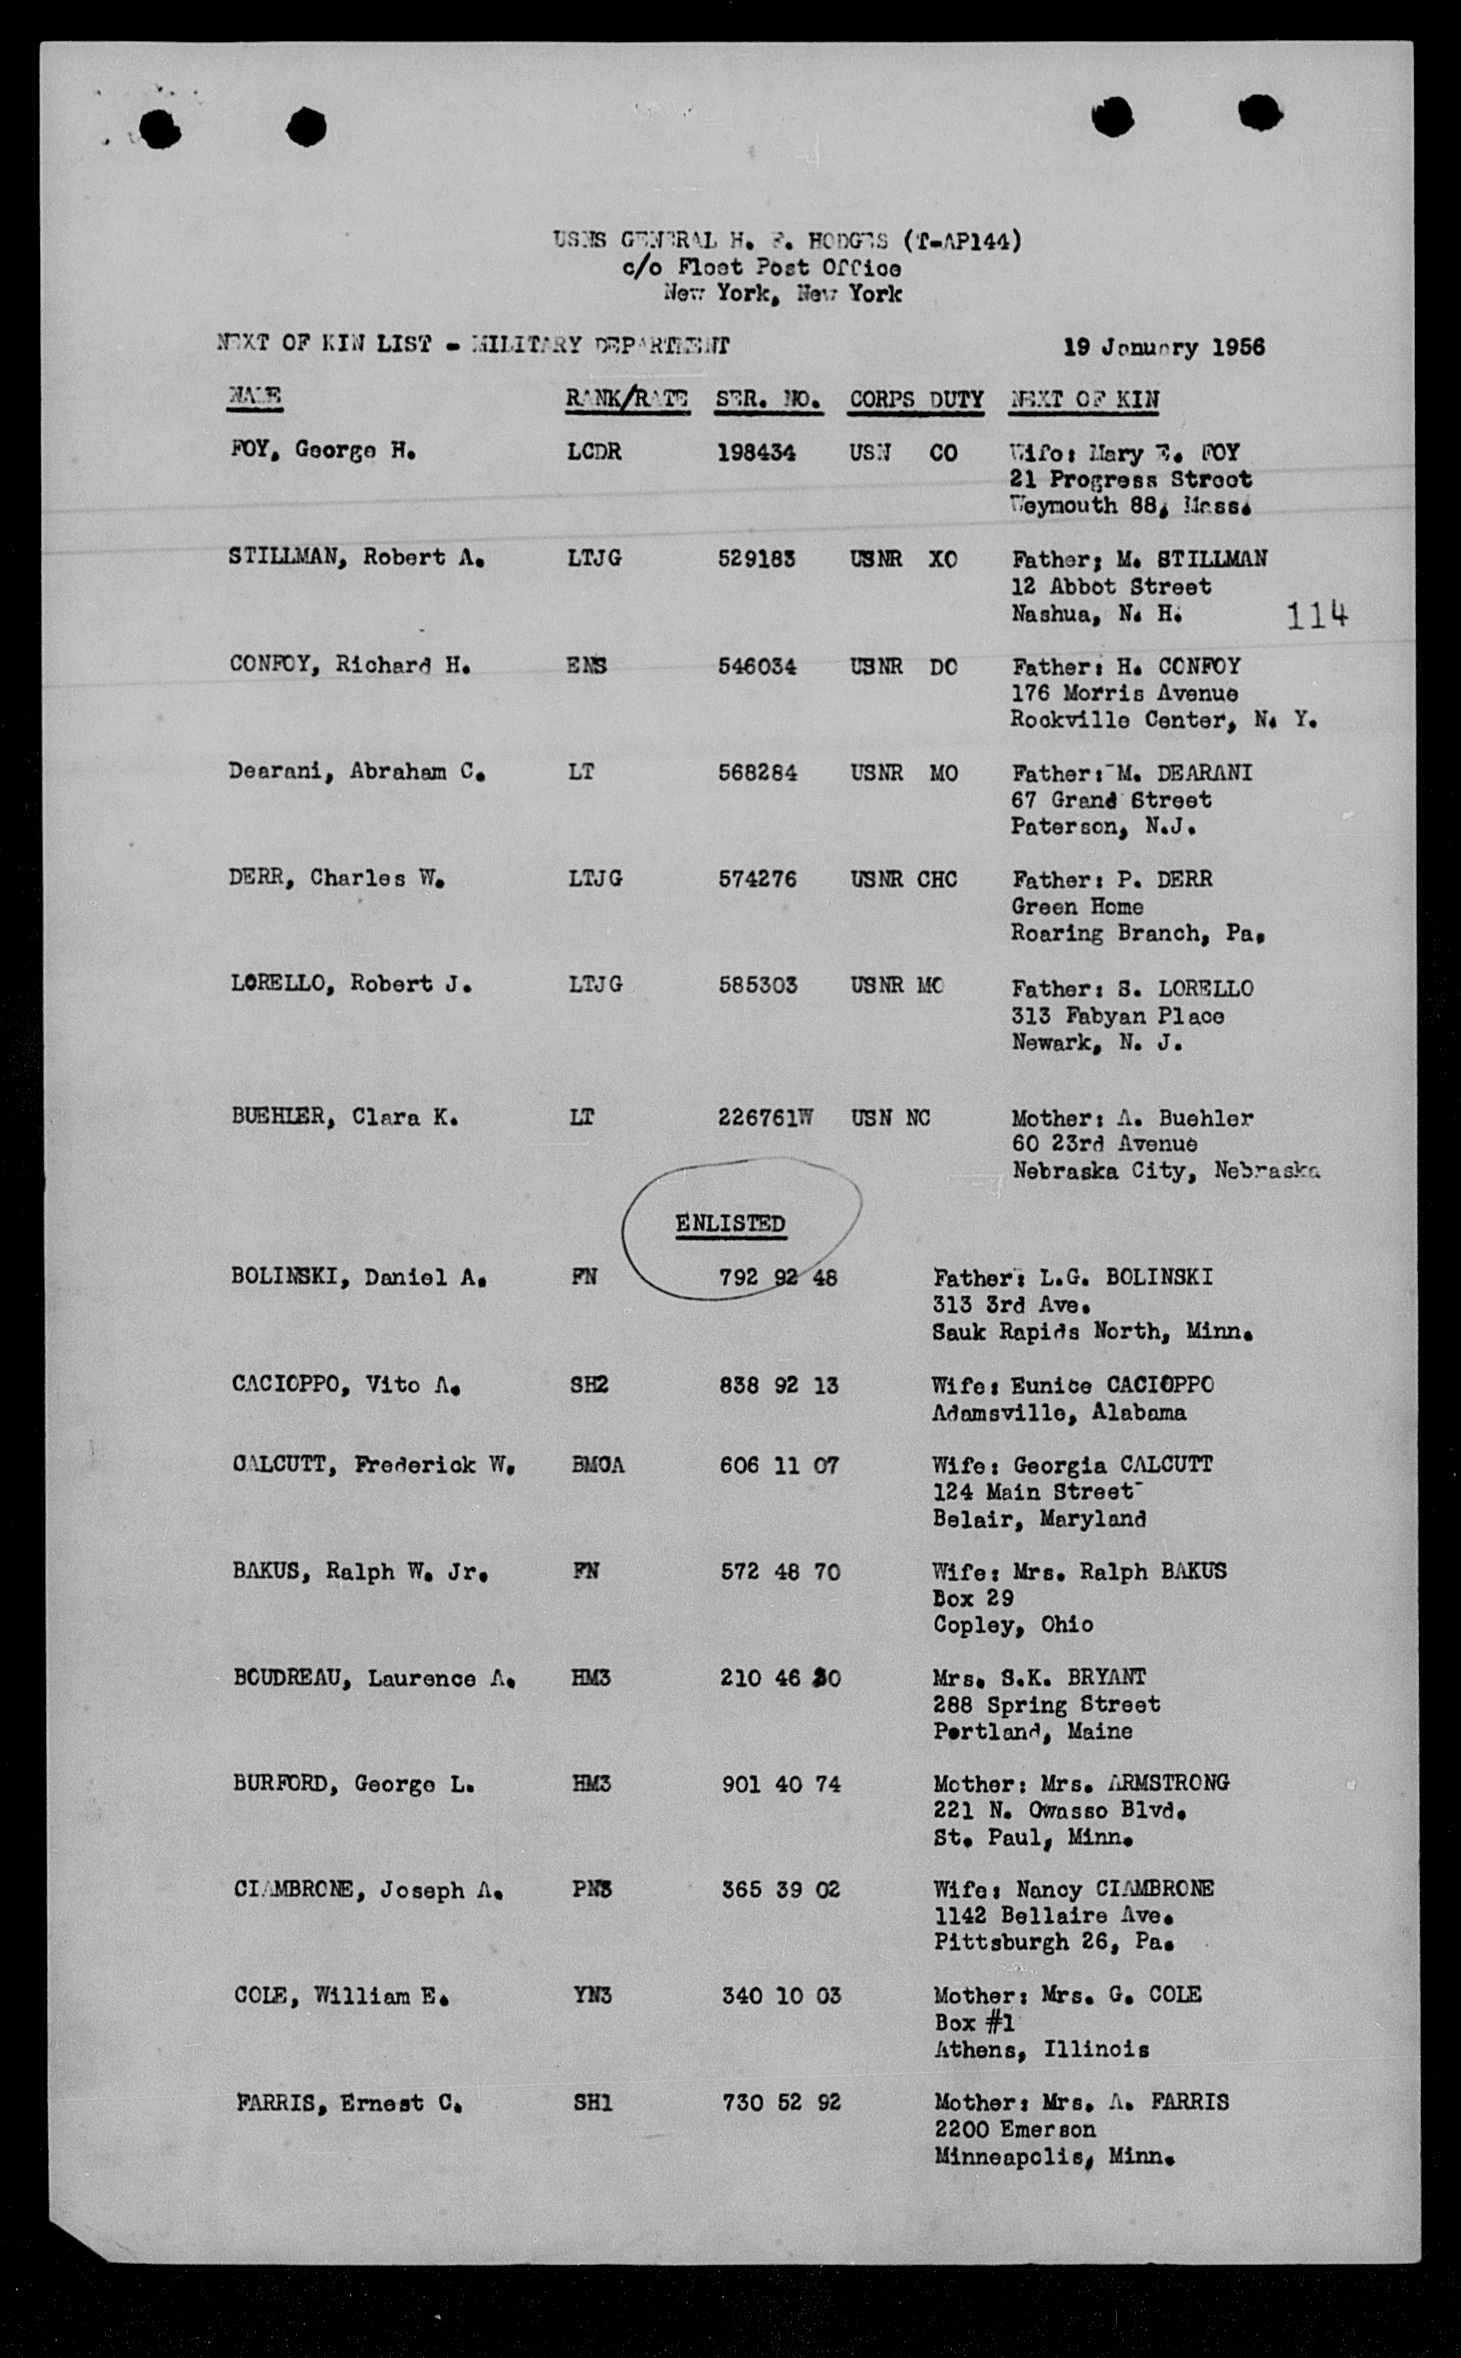 USNS GENERAL H. F. HODGES (T-AP144)
c/o Fleet Post Office
New York, New York
NEXT OF KIN LIST - MILITARY DEPARTMENT 19 January 1956
NAME RANK/RATE SER. NO. CORPS DUTY NEXT OF KIN
FOY, George H. LCDR 198434 USN CO Wife: Mary E. FOY
21 Progress Street
Weymouth 88, Mass.
STILLMAN, Robert A. LTJG 529183 USNR XO Father; M. STILLMAN
12 Abbot Street
Nashua, N. H. 114
CONFOY, Richard H. ENS 546034 USNR DO Father: H. CONFOY
176 Morris Avenue
Rockville Center, N. Y.
Dearani, Abraham C. LT 568284 USNR MO Father: M. DEARANI
67 Grand Street
Paterson, N.J.
DERR, Charles W. LTJG 574276 USNR CHC Father: P. DERR
Green Home
Roaring Branch, Pa.
LORELLO, Robert J. LTJG 585303 USNR MC Father: S. LORELLO
313 Fabyan Place
Newark, N. J.
BUEHLER, Clara K. LT 226761W USN NC Mother: A. Buehler
60 23rd Avenue
Nebraska City, Nebraska
ENLISTED
BOLINSKI, Daniel A. FN 792 92 48 Father: L.G. BOLINSKI
313 3rd Ave.
Sauk Rapids North, Minn.
CACIOPPO, Vito A. SH2 838 92 13 Wife: Eunice CACIOPPO
Adamsville, Alabama
CALCUTT, Frederick W. BMCA 606 11 07 Wife: Georgia CALCUTT
124 Main Street
Belair, Maryland
BAKUS, Ralph W. Jr. FN 572 48 70 Wife: Mrs. Ralph BAKUS
Box 29
Copley, Ohio
BOUDREAU, Laurence A. HM3 210 46 30 Mrs. S.K. BRYANT
288 Spring Street
Portland, Maine
BURFORD, George L. HM3 901 40 74 Mother: Mrs. ARMSTRONG
221 N. Owasso Blvd.
St. Paul, Minn.
CIAMBRONE, Joseph A. PN3 365 39 02 Wife: Nancy CIAMBRONE
1142 Bellaire Ave.
Pittsburgh 26, Pa.
COLE, William E. YN3 340 10 03 Mother: Mrs. G. COLE
Box #1
Athens, Illinois
FARRIS, Ernest C. SH1 730 52 92 Mother: Mrs. A. FARRIS
2200 Emerson
Minneapolis, Minn.